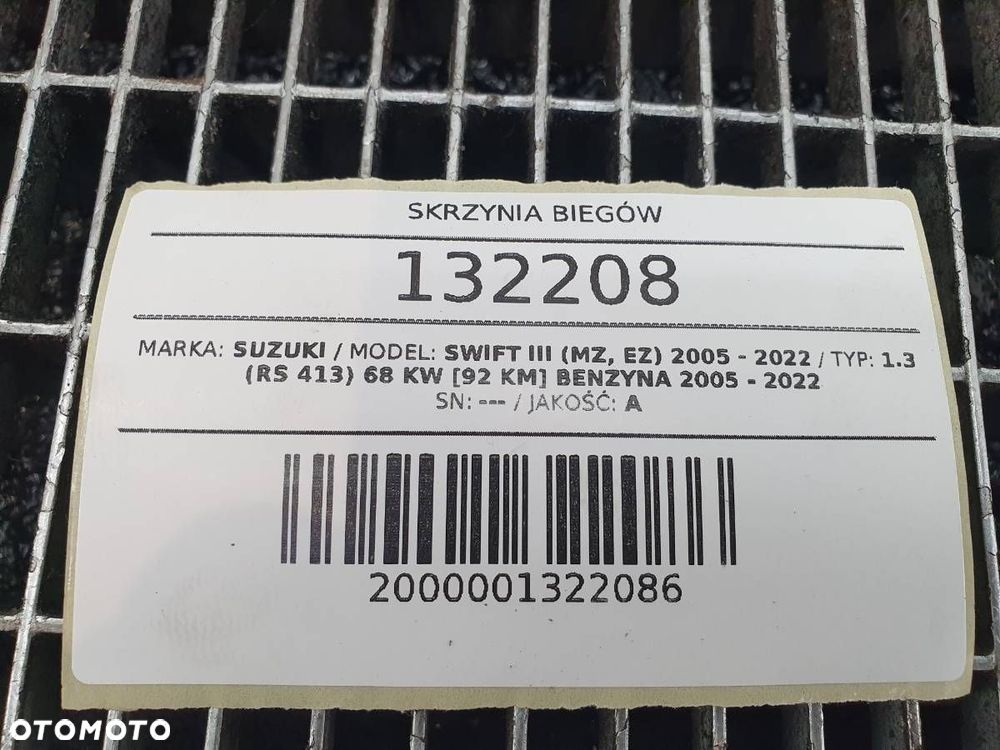 SKRZYNIA BIEGÓW
132208
MARKA: SUZUKI / MODEL: SWIFT III (MZ, EZ) 2005 - 2022 / TYP: 1.3
(RS 413) 68 KW [92 KM] BENZYNA 2005 - 2022
SN: --- / JAKOŚĆ: A
2000001322086
OTOMOTO